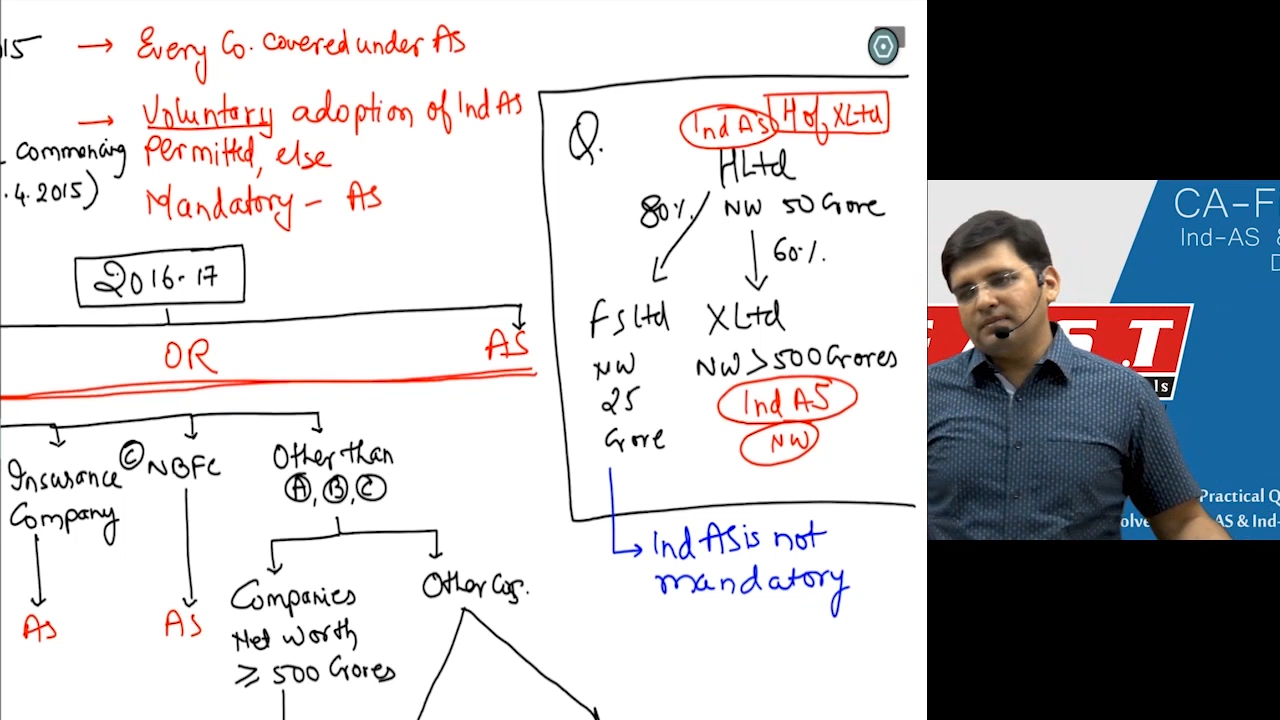 → Every Co. covered under AS
→ Voluntary adoption of Ind AS
commencing Permitted, else
.4.2015) Mandatory - AS
2016-17
OR AS
Insurance Company
© NBFC
Other than
Ⓐ, Ⓑ, Ⓒ
AS
AS
Companies
Net worth
≥ 500 Crores
Other Cos.
Q.
Ind AS H of X Ltd
H Ltd
80% NW 50 Crore
60%
FS Ltd X Ltd
NW NW > 500 Crores
25 Ind AS
Crore NW
→ Ind AS is not
mandatory
CA-F
Ind-AS &
D
T
.T
ls
Practical Q
olve AS & Ind-